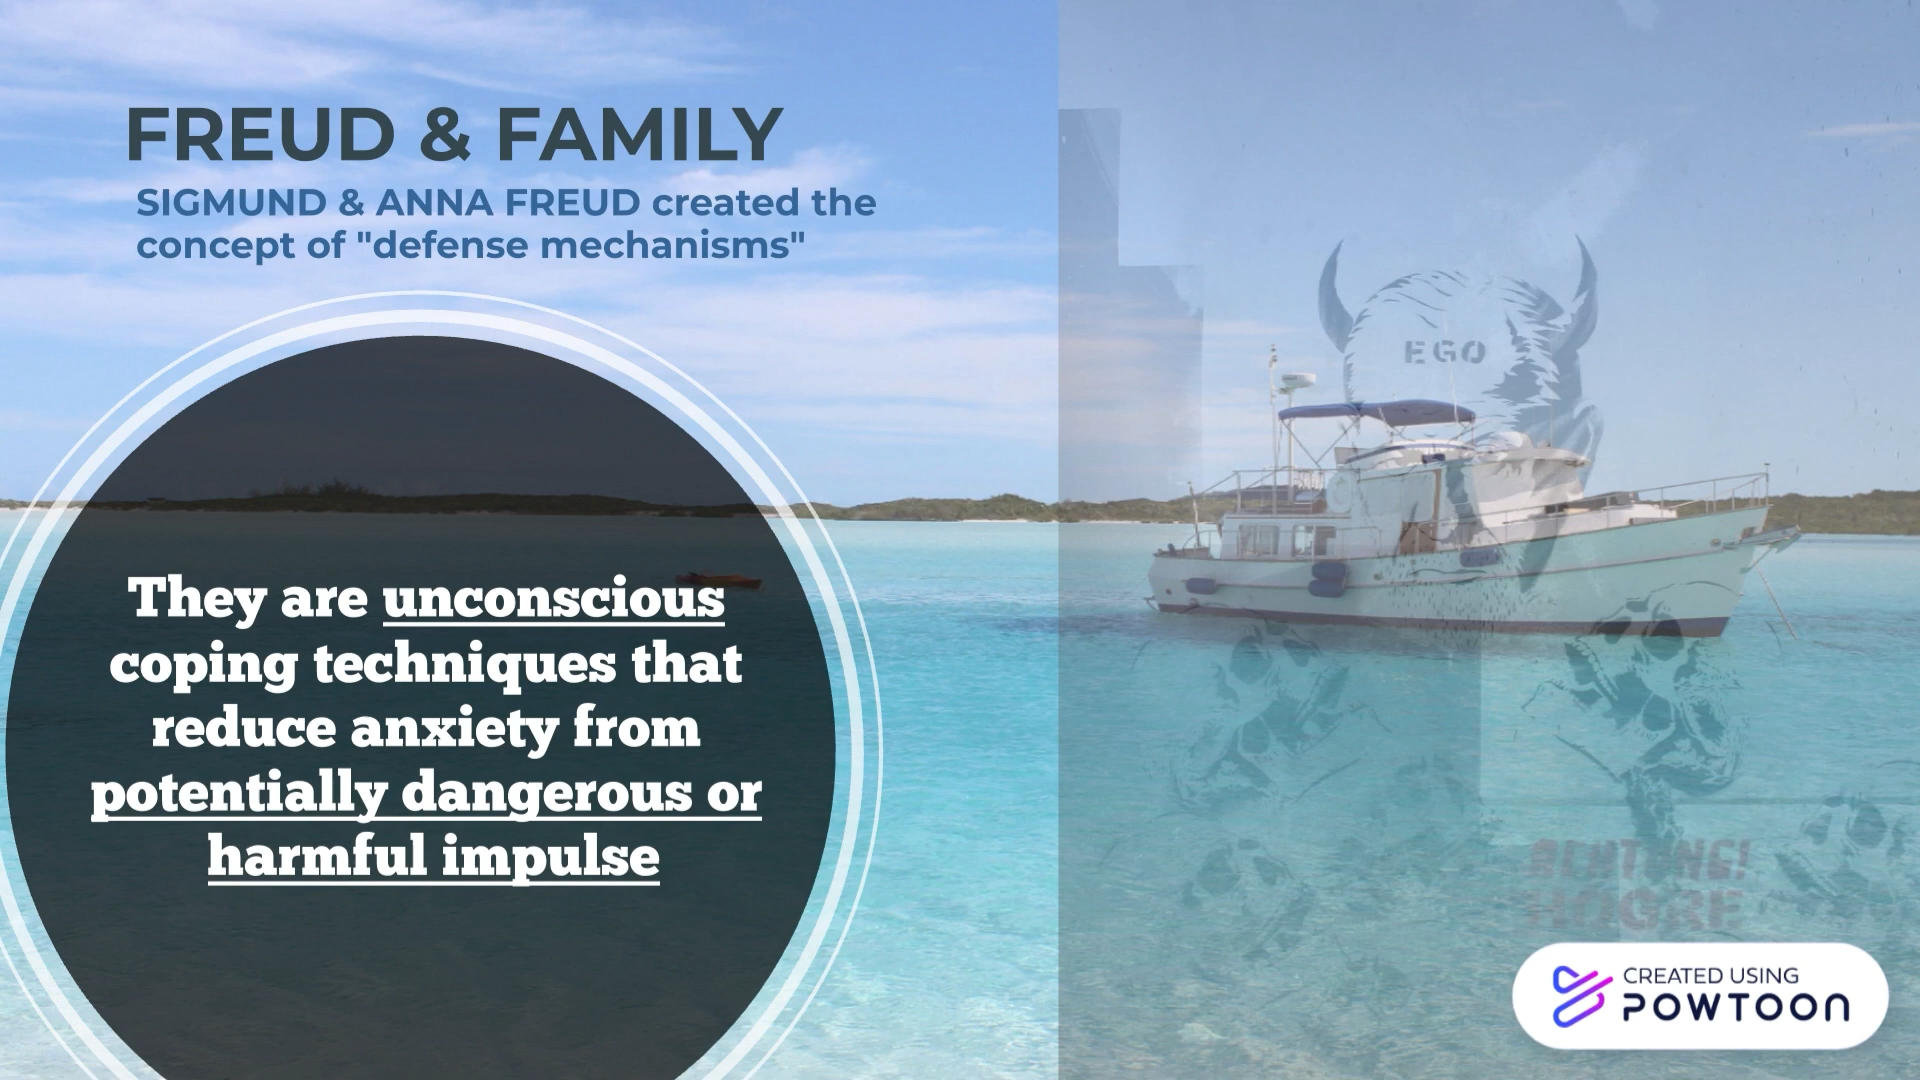 FREUD & FAMILY
SIGMUND & ANNA FREUD created the
concept of "defense mechanisms"
EGO
They are unconscious
coping techniques that
reduce anxiety from
potentially dangerous or
harmful impulse
HOGRE
CREATED USING
POWTOON